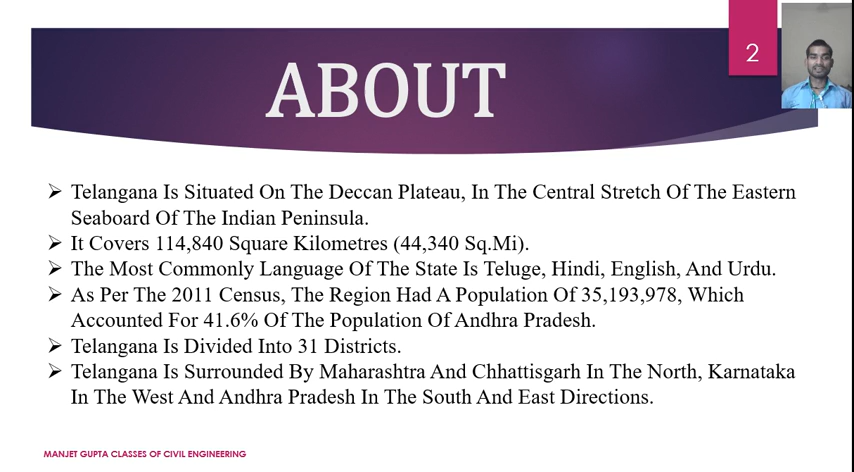 2
ABOUT
➢ Telangana Is Situated On The Deccan Plateau, In The Central Stretch Of The Eastern
Seaboard Of The Indian Peninsula.
➢ It Covers 114,840 Square Kilometres (44,340 Sq.Mi).
➢ The Most Commonly Language Of The State Is Teluge, Hindi, English, And Urdu.
➢ As Per The 2011 Census, The Region Had A Population Of 35,193,978, Which
Accounted For 41.6% Of The Population Of Andhra Pradesh.
➢ Telangana Is Divided Into 31 Districts.
➢ Telangana Is Surrounded By Maharashtra And Chhattisgarh In The North, Karnataka
In The West And Andhra Pradesh In The South And East Directions.
MANJET GUPTA CLASSES OF CIVIL ENGINEERING